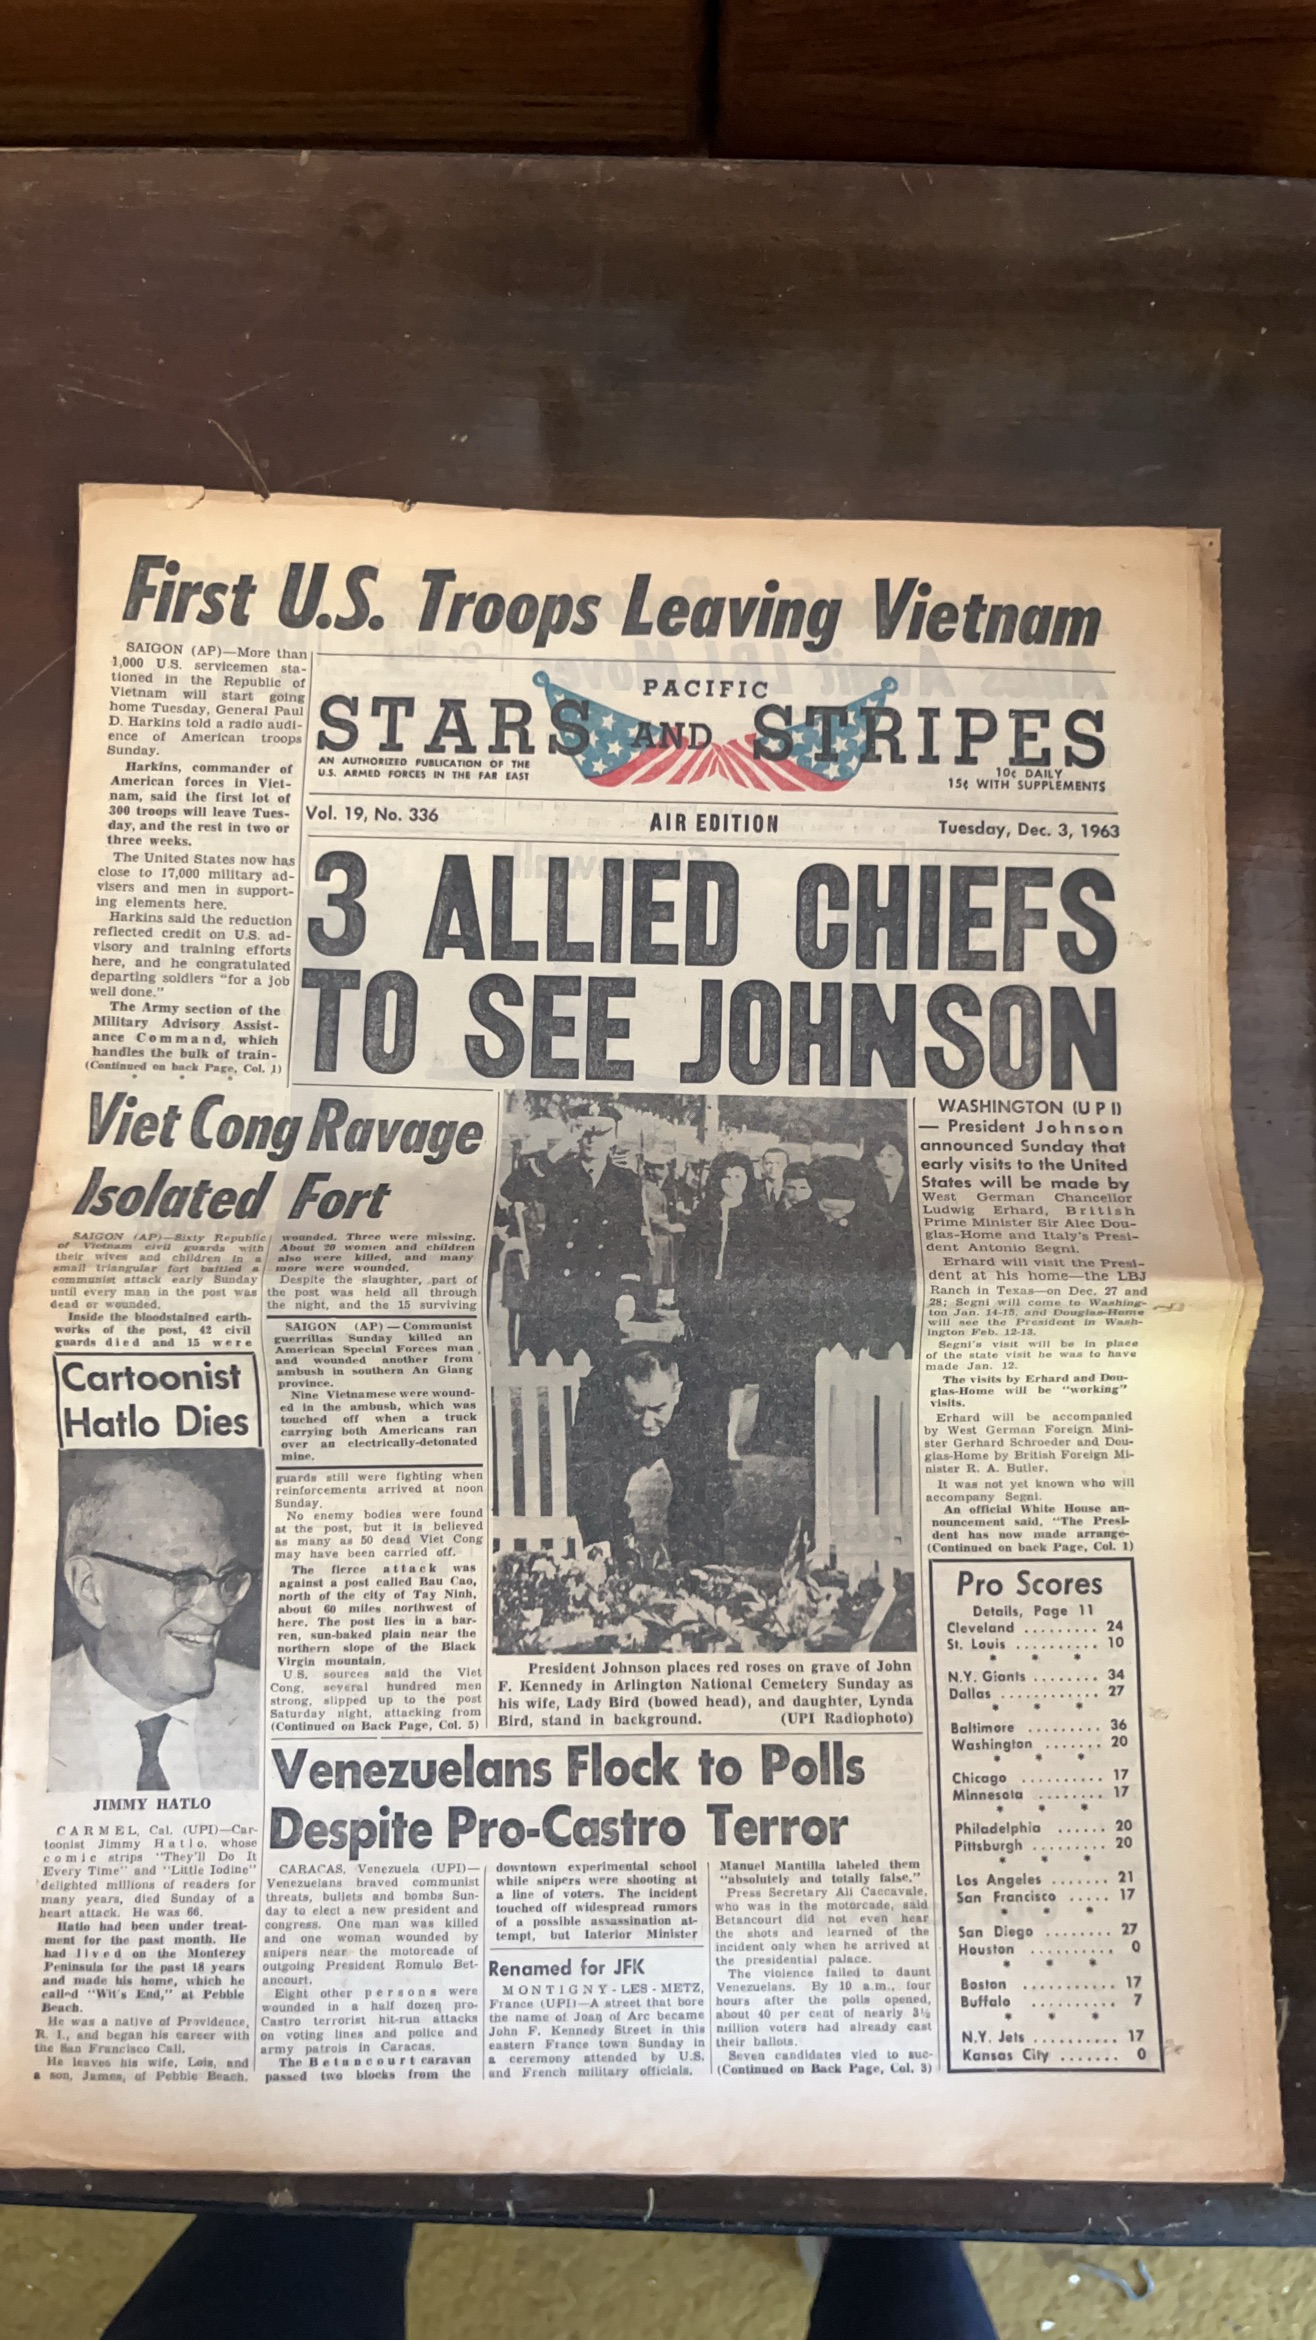 First U.S. Troops Leaving Vietnam
SAIGON (AP)—More than
1,000 U.S. servicemen sta-
tioned in the Republic of
Vietnam will start going
home Tuesday, General Paul
D. Harkins told a radio audi-
ence of American troops
Sunday.
Harkins, commander of
American forces in Viet-
nam, said the first lot of
300 troops will leave Tues-
day, and the rest in two or
three weeks.
The United States now has
close to 17,000 military ad-
visers and men in support-
ing elements here.
Harkins said the reduction
reflected credit on U.S. ad-
visory and training efforts
here, and he congratulated
departing soldiers "for a job
well done."
The Army section of the
Military Advisory Assist-
ance Command, which
handles the bulk of train-
(Continued on back Page, Col. 1)
* * *
PACIFIC
STARS AND STRIPES
AN AUTHORIZED PUBLICATION OF THE
U.S. ARMED FORCES IN THE FAR EAST
10¢ DAILY
15¢ WITH SUPPLEMENTS
Vol. 19, No. 336
AIR EDITION
Tuesday, Dec. 3, 1963
3 ALLIED CHIEFS
TO SEE JOHNSON
Viet Cong Ravage
Isolated Fort
SAIGON (AP)—Sixty Republic
of Vietnam civil guards with
their wives and children in a
small triangular fort battled a
communist attack early Sunday
until every man in the post was
dead or wounded.
Inside the bloodstained earth-
works of the post, 42 civil
guards died and 15 were
wounded. Three were missing.
About 20 women and children
also were killed, and many
more were wounded.
Despite the slaughter, part of
the post was held all through
the night, and the 15 surviving
SAIGON (AP)—Communist
guerrillas Sunday killed an
American Special Forces man
and wounded another from
ambush in southern An Giang
province.
Nine Vietnamese were wound-
ed in the ambush, which was
touched off when a truck
carrying both Americans ran
over an electrically-detonated
mine.
guards still were fighting when
reinforcements arrived at noon
Sunday.
No enemy bodies were found
at the post, but it is believed
as many as 50 dead Viet Cong
may have been carried off.
The fierce attack was
against a post called Bau Cao,
north of the city of Tay Ninh,
about 60 miles northwest of
here. The post lies in a bar-
ren, sun-baked plain near the
northern slope of the Black
Virgin mountain.
U.S. sources said the Viet
Cong, several hundred men
strong, slipped up to the post
Saturday night, attacking from
(Continued on Back Page, Col. 5)
Cartoonist
Hatlo Dies
JIMMY HATLO
CARMEL, Cal. (UPI)—Car-
toonist Jimmy Hatlo, whose
comic strips "They'll Do It
Every Time" and "Little Iodine"
delighted millions of readers for
many years, died Sunday of a
heart attack. He was 66.
Hatlo had been under treat-
ment for the past month. He
had lived on the Monterey
Peninsula for the past 18 years
and made his home, which he
called "Wit's End," at Pebble
Beach.
He was a native of Providence,
R. I., and began his career with
the San Francisco Call.
He leaves his wife, Lois, and
a son, James, of Pebble Beach.
President Johnson places red roses on grave of John
F. Kennedy in Arlington National Cemetery Sunday as
his wife, Lady Bird (bowed head), and daughter, Lynda
Bird, stand in background. (UPI Radiophoto)
Venezuelans Flock to Polls
Despite Pro-Castro Terror
CARACAS, Venezuela (UPI)—
Venezuelans braved communist
threats, bullets and bombs Sun-
day to elect a new president and
congress. One man was killed
and one woman wounded by
snipers near the motorcade of
outgoing President Romulo Bet-
ancourt.
Eight other persons were
wounded in a half dozen pro-
Castro terrorist hit-run attacks
on voting lines and police and
army patrols in Caracas.
The Betancourt caravan
passed two blocks from the
downtown experimental school
while snipers were shooting at
a line of voters. The incident
touched off widespread rumors
of a possible assassination at-
tempt, but Interior Minister
Renamed for JFK
MONTIGNY-LES-METZ,
France (UPI)—A street that bore
the name of Joan of Arc became
John F. Kennedy Street in this
eastern France town Sunday in
a ceremony attended by U.S.
and French military officials.
Manuel Mantilla labeled them
"absolutely and totally false."
Press Secretary Ali Caccavale,
who was in the motorcade, said
Betancourt did not even hear
the shots and learned of the
incident only when he arrived at
the presidential palace.
The violence failed to daunt
Venezuelans. By 10 a.m., four
hours after the polls opened,
about 40 per cent of nearly 3½
million voters had already cast
their ballots.
Seven candidates vied to suc-
(Continued on Back Page, Col. 3)
WASHINGTON (UPI)
— President Johnson
announced Sunday that
early visits to the United
States will be made by
West German Chancellor
Ludwig Erhard, British
Prime Minister Sir Alec Dou-
glas-Home and Italy's Presi-
dent Antonio Segni.
Erhard will visit the Presi-
dent at his home—the LBJ
Ranch in Texas—on Dec. 27 and
28; Segni will come to Washing-
ton Jan. 14-15, and Douglas-Home
will see the President in Wash-
ington Feb. 12-13.
Segni's visit will be in place
of the state visit he was to have
made Jan. 12.
The visits by Erhard and Dou-
glas-Home will be "working"
visits.
Erhard will be accompanied
by West German Foreign Mini-
ster Gerhard Schroeder and Dou-
glas-Home by British Foreign Mi-
nister R. A. Butler.
It was not yet known who will
accompany Segni.
An official White House an-
nouncement said, "The Presi-
dent has now made arrange-
(Continued on back Page, Col. 1)
Pro Scores
Details, Page 11
Cleveland ......... 24
St. Louis .......... 10
* * *
N.Y. Giants ....... 34
Dallas ............ 27
* * *
Baltimore ......... 36
Washington ....... 20
* * *
Chicago .......... 17
Minnesota ........ 17
* * *
Philadelphia ...... 20
Pittsburgh ........ 20
* * *
Los Angeles ...... 21
San Francisco ..... 17
* * *
San Diego ........ 27
Houston .......... 0
* * *
Boston ........... 17
Buffalo ........... 7
* * *
N.Y. Jets .......... 17
Kansas City ....... 0